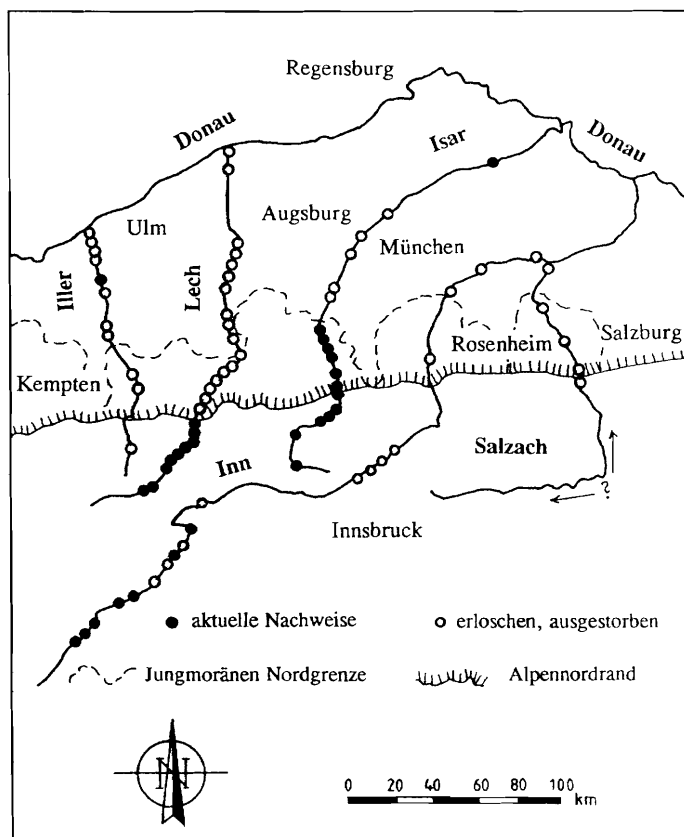 Regensburg
Donau
Isar
Donau
Ulm
Augsburg
München
Iller
Lech
Kempten
Rosenheim
Salzburg
Inn
Salzach
?
Innsbruck
aktuelle Nachweise
erloschen, ausgestorben
Jungmoränen Nordgrenze
Alpennordrand
N
0 20 40 60 80 100
km